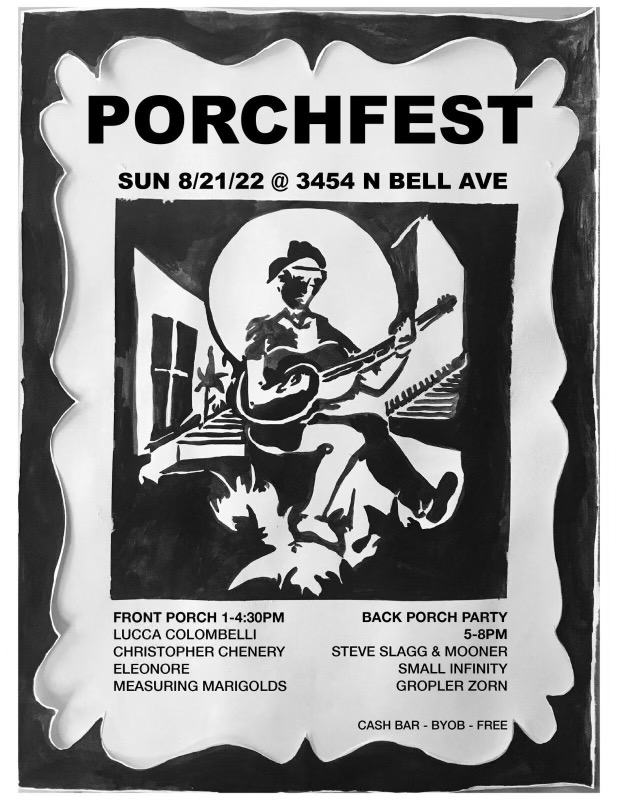 PORCHFEST
SUN 8/21/22 @ 3454 N BELL AVE
FRONT PORCH 1-4:30PM
LUCCA COLOMBELLI
CHRISTOPHER CHENERY
ELEONORE
MEASURING MARIGOLDS
BACK PORCH PARTY
5-8PM
STEVE SLAGG & MOONER
SMALL INFINITY
GROPLER ZORN
CASH BAR - BYOB - FREE